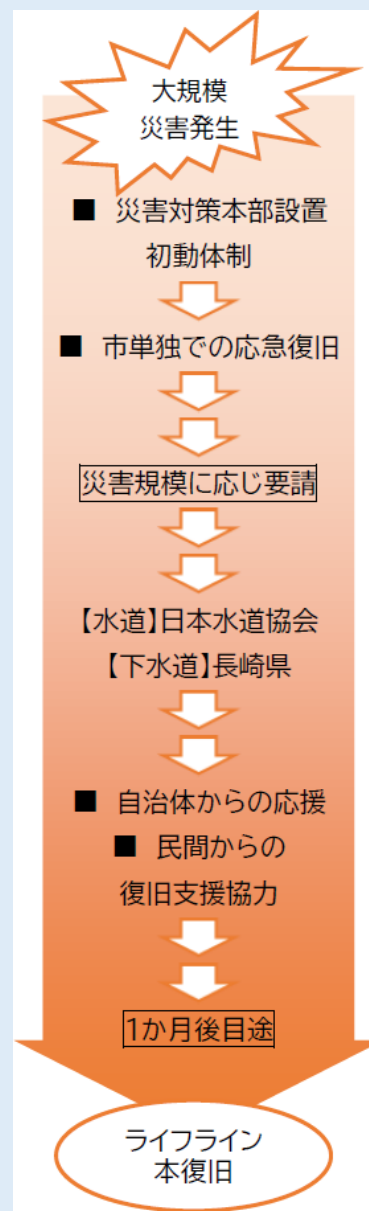 大規模
災害発生
■ 災害対策本部設置
初動体制
■ 市単独での応急復旧
災害規模に応じ要請
【水道】日本水道協会
【下水道】長崎県
■ 自治体からの応援
■ 民間からの
復旧支援協力
1か月後目途
ライフライン
本復旧